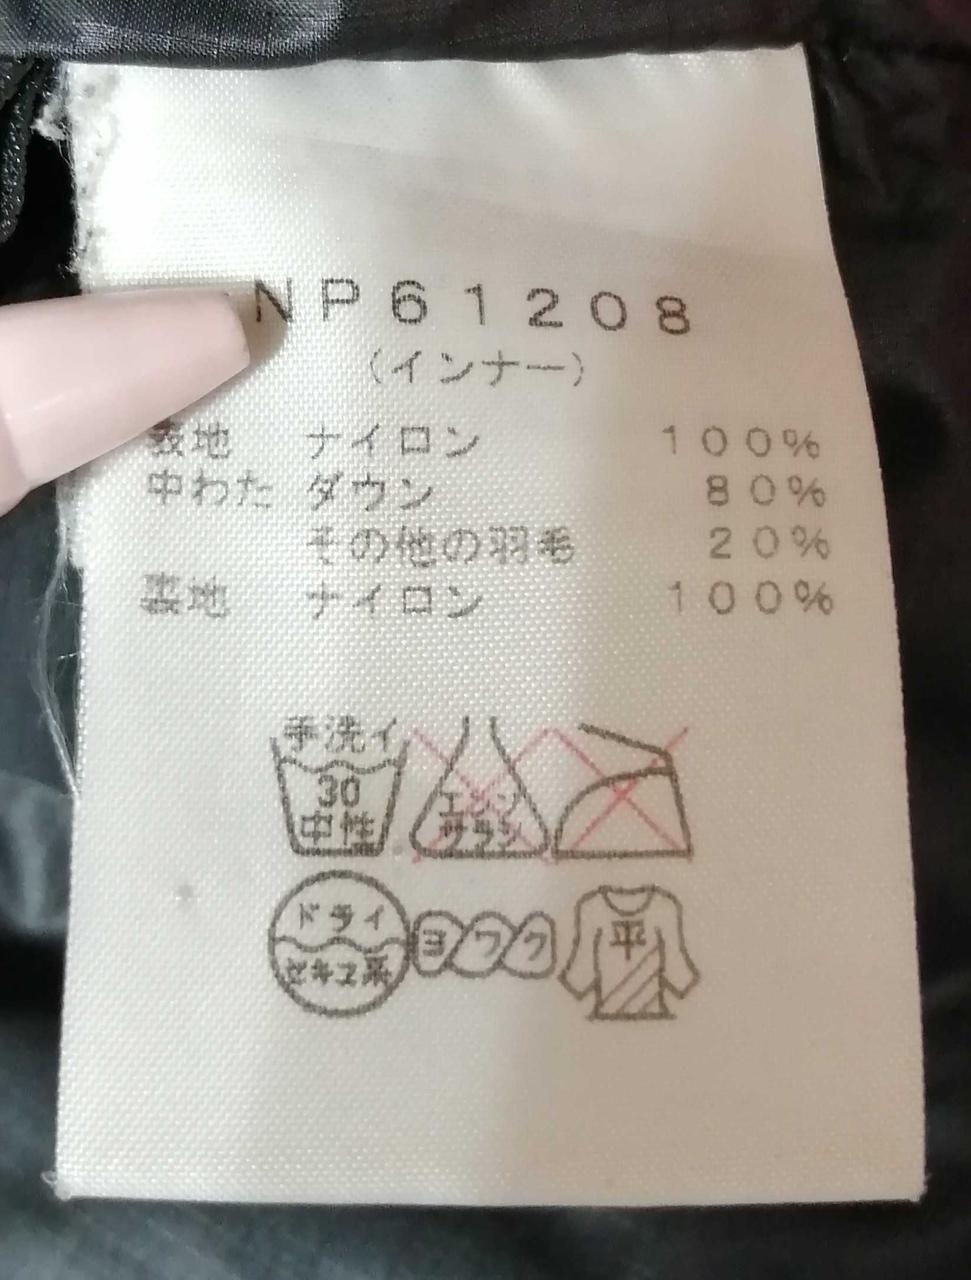 NP61208
（インナー）
表地 ナイロン 100%
中わた ダウン 80%
その他の羽毛 20%
裏地 ナイロン 100%
手洗イ
30
中性
エンソ
サラシ
ドライ
セキユ系
ヨワク
平